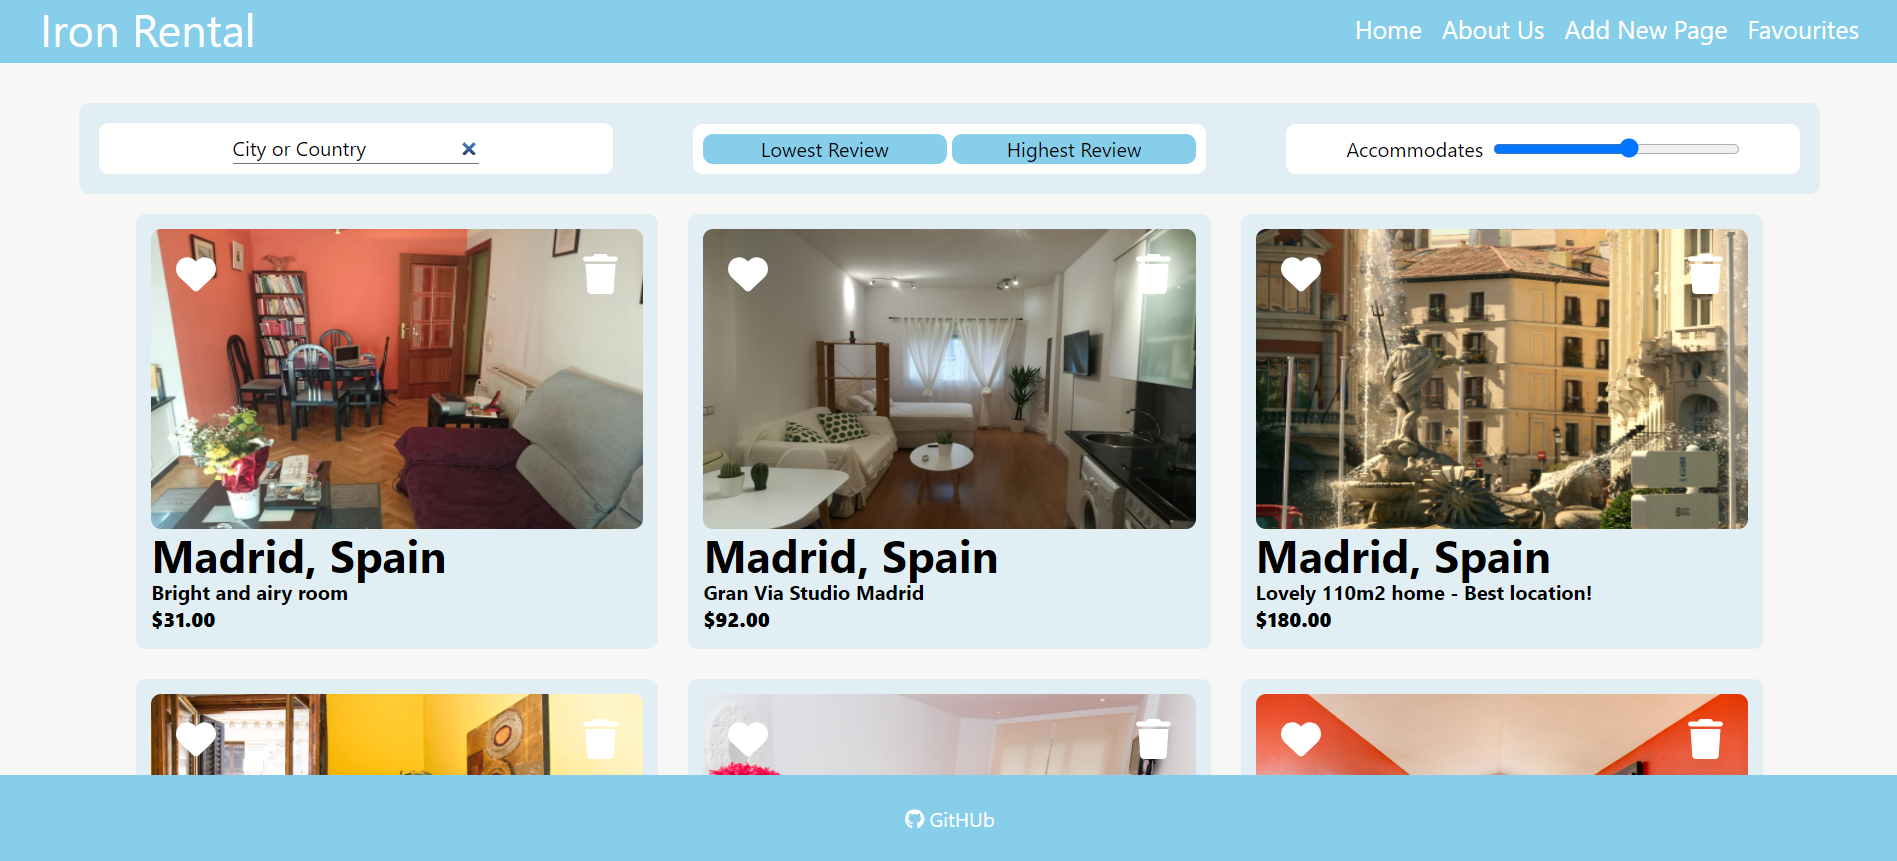 Iron Rental
Home About Us Add New Page Favourites
City or Country
Lowest Review
Highest Review
Accommodates
Madrid, Spain
Bright and airy room
$31.00
Madrid, Spain
Gran Via Studio Madrid
$92.00
Madrid, Spain
Lovely 110m2 home - Best location!
$180.00
GitHUb